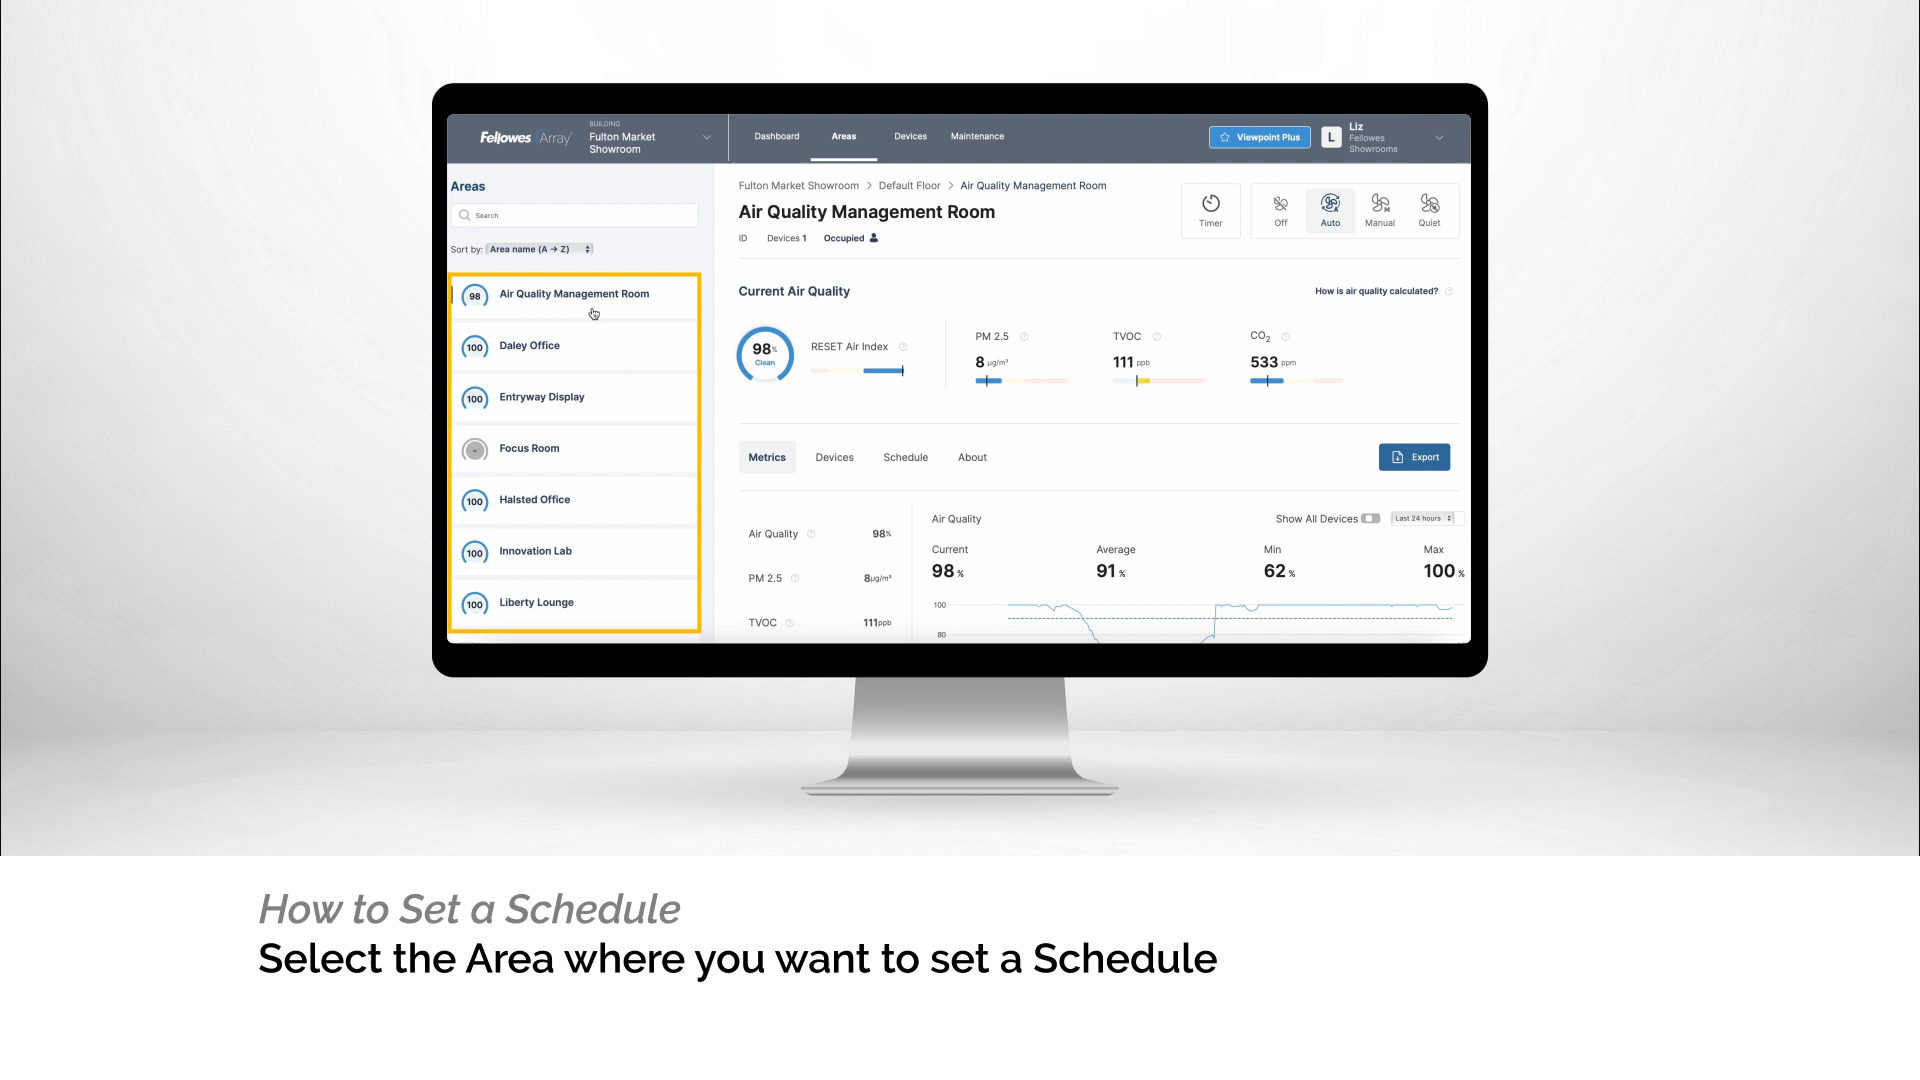 Fellowes Array
BUILDING
Fulton Market
Showroom
Dashboard
Areas
Devices
Maintenance
Viewpoint Plus
L
Liz
Fellowes
Showrooms
Areas
Search
Sort by: Area name (A → Z)
98 Air Quality Management Room
100 Daley Office
100 Entryway Display
- Focus Room
100 Halsted Office
100 Innovation Lab
100 Liberty Lounge
Fulton Market Showroom > Default Floor > Air Quality Management Room
Air Quality Management Room
ID Devices 1 Occupied
Timer
Off
Auto
Manual
Quiet
Current Air Quality
How is air quality calculated? ?
98%
Clean
RESET Air Index ?
PM 2.5 ?
8 µg/m³
TVOC ?
111 ppb
CO2 ?
533 ppm
Metrics
Devices
Schedule
About
Export
Air Quality ? 98%
PM 2.5 ? 8µg/m³
TVOC ? 111ppb
Air Quality
Show All Devices
Last 24 hours
Current
98 %
Average
91 %
Min
62 %
Max
100 %
100
80
How to Set a Schedule
Select the Area where you want to set a Schedule